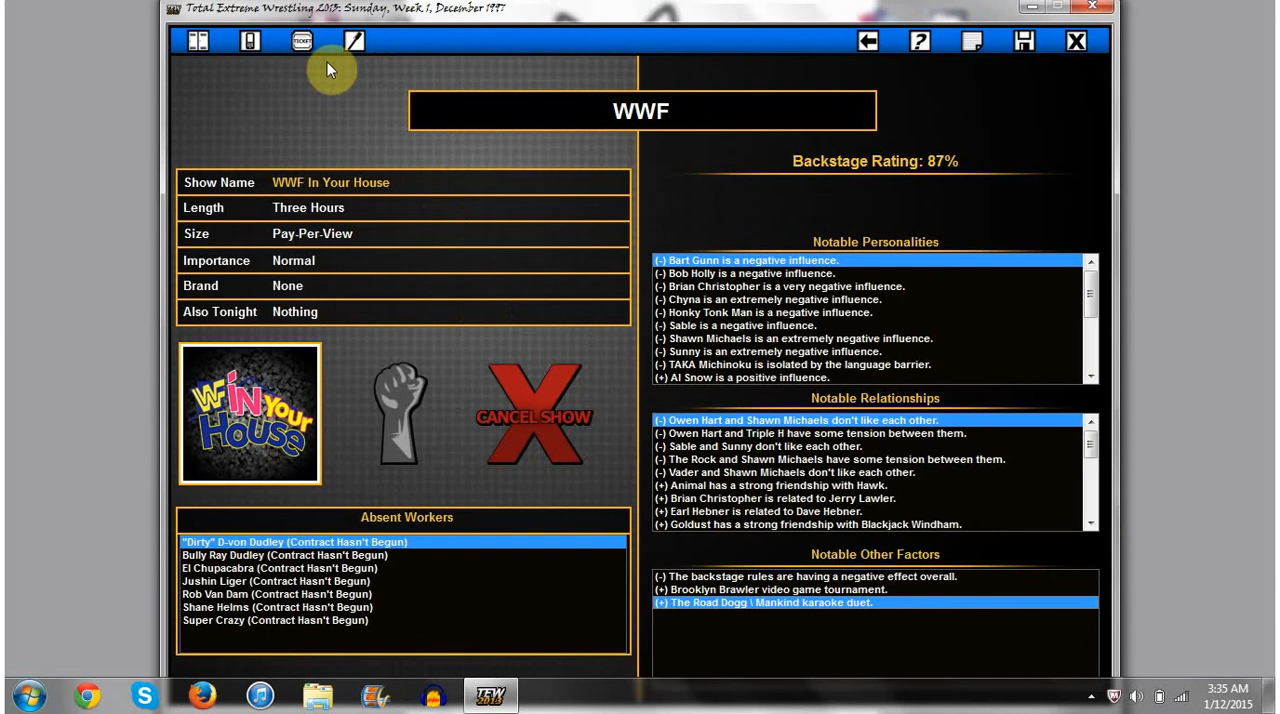 Total Extreme Wrestling 2013: Sunday, Week 1, December 1997
TICKET
?
X
WWF
Backstage Rating: 87%
Show Name WWF In Your House
Length Three Hours
Size Pay-Per-View
Importance Normal
Brand None
Also Tonight Nothing
Notable Personalities
(-) Bart Gunn is a negative influence.
(-) Bob Holly is a negative influence.
(-) Brian Christopher is a very negative influence.
(-) Chyna is an extremely negative influence.
(-) Honky Tonk Man is a negative influence.
(-) Sable is a negative influence.
(-) Shawn Michaels is an extremely negative influence.
(-) Sunny is an extremely negative influence.
(-) TAKA Michinoku is isolated by the language barrier.
(+) Al Snow is a positive influence.
WF in Your House
CANCEL SHOW
Notable Relationships
(-) Owen Hart and Shawn Michaels don't like each other.
(-) Owen Hart and Triple H have some tension between them.
(-) Sable and Sunny don't like each other.
(-) The Rock and Shawn Michaels have some tension between them.
(-) Vader and Shawn Michaels don't like each other.
(+) Animal has a strong friendship with Hawk.
(+) Brian Christopher is related to Jerry Lawler.
(+) Earl Hebner is related to Dave Hebner.
(+) Goldust has a strong friendship with Blackjack Windham.
Absent Workers
"Dirty" D-von Dudley (Contract Hasn't Begun)
Bully Ray Dudley (Contract Hasn't Begun)
El Chupacabra (Contract Hasn't Begun)
Jushin Liger (Contract Hasn't Begun)
Rob Van Dam (Contract Hasn't Begun)
Shane Helms (Contract Hasn't Begun)
Super Crazy (Contract Hasn't Begun)
Notable Other Factors
(-) The backstage rules are having a negative effect overall.
(+) Brooklyn Brawler video game tournament.
(+) The Road Dogg \ Mankind karaoke duet.
TEW
2013
3:35 AM
1/12/2015